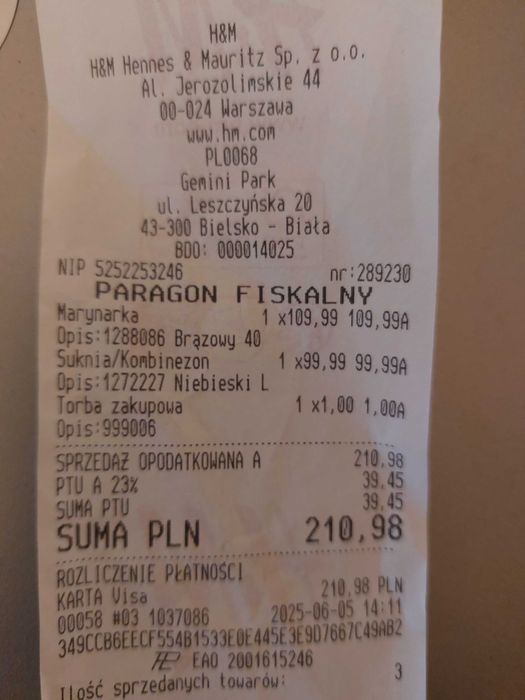 H&M
H&M Hennes & Mauritz Sp. z o.o.
Al. Jerozolimskie 44
00-024 Warszawa
www.hm.com
PL0068
Gemini Park
ul. Leszczyńska 20
43-300 Bielsko - Biała
BDO: 000014025
NIP 5252253246 nr:289230
PARAGON FISKALNY
Marynarka 1 x109,99 109,99A
Opis:1288086 Brązowy 40
Suknia/Kombinezon 1 x99,99 99,99A
Opis:1272227 Niebieski L
Torba zakupowa 1 x1,00 1,00A
Opis:999006
SPRZEDAŻ OPODATKOWANA A 210,98
PTU A 23% 39,45
SUMA PTU 39,45
SUMA PLN 210,98
ROZLICZENIE PŁATNOŚCI
KARTA Visa 210,98 PLN
00058 #03 1037086 2025-06-05 14:11
349CCB6EECF554B1533E0E445E3E9D7667C49AB2
EAO 2001615246
Ilość sprzedanych towarów: 3